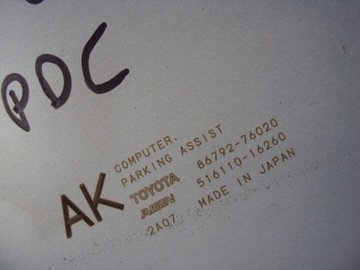 PDC
COMPUTER,
PARKING ASSIST
AK
TOYOTA 86792-76020
AISIN 516110-16260
2A07 MADE IN JAPAN